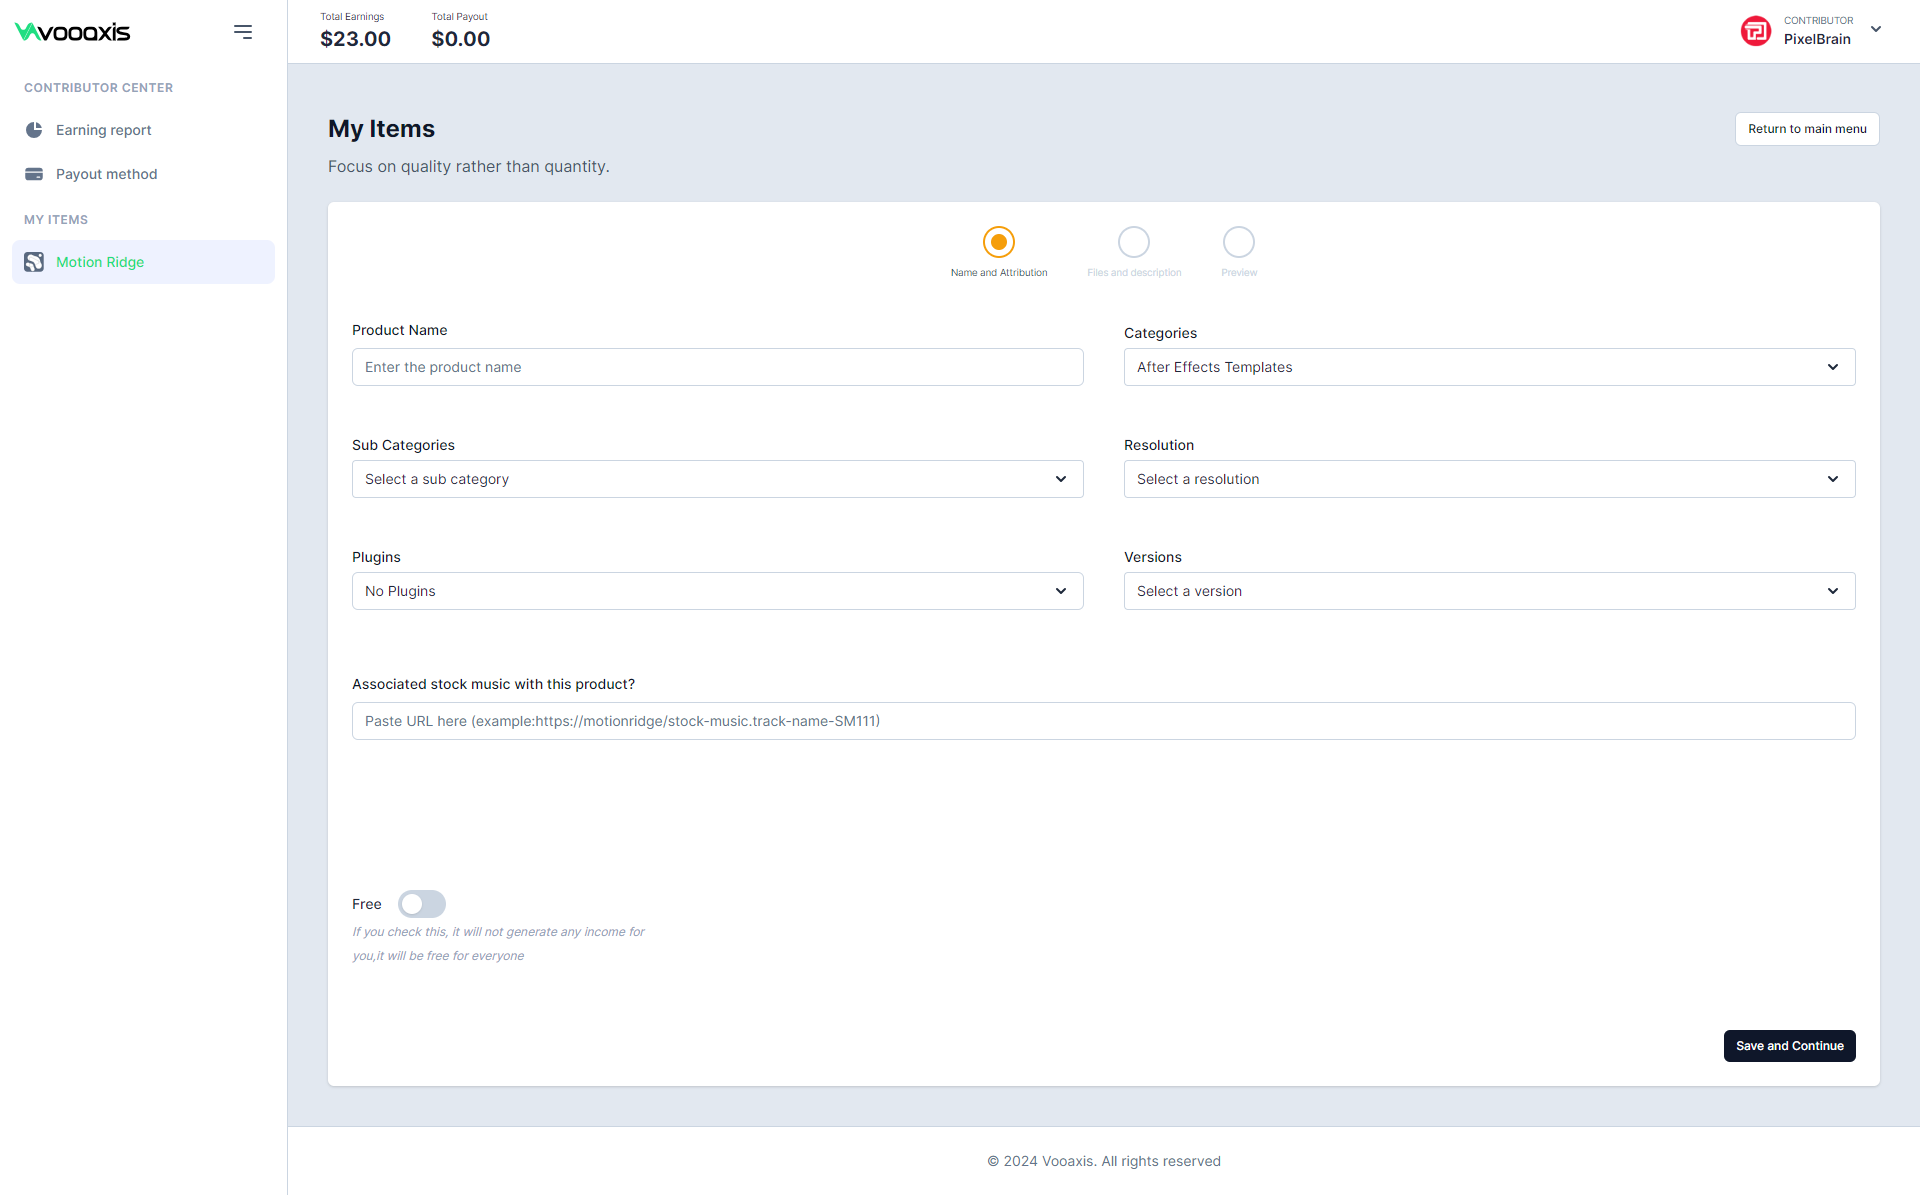 vooaxis
CONTRIBUTOR CENTER
Earning report
Payout method
MY ITEMS
Motion Ridge
Total Earnings
$23.00
Total Payout
$0.00
CONTRIBUTOR
PixelBrain
My Items
Focus on quality rather than quantity.
Return to main menu
Name and Attribution
Files and description
Preview
Product Name
Enter the product name
Categories
After Effects Templates
Sub Categories
Select a sub category
Resolution
Select a resolution
Plugins
No Plugins
Versions
Select a version
Associated stock music with this product?
Paste URL here (example:https://motionridge/stock-music.track-name-SM111)
Free
If you check this, it will not generate any income for
you,it will be free for everyone
Save and Continue
© 2024 Vooaxis. All rights reserved